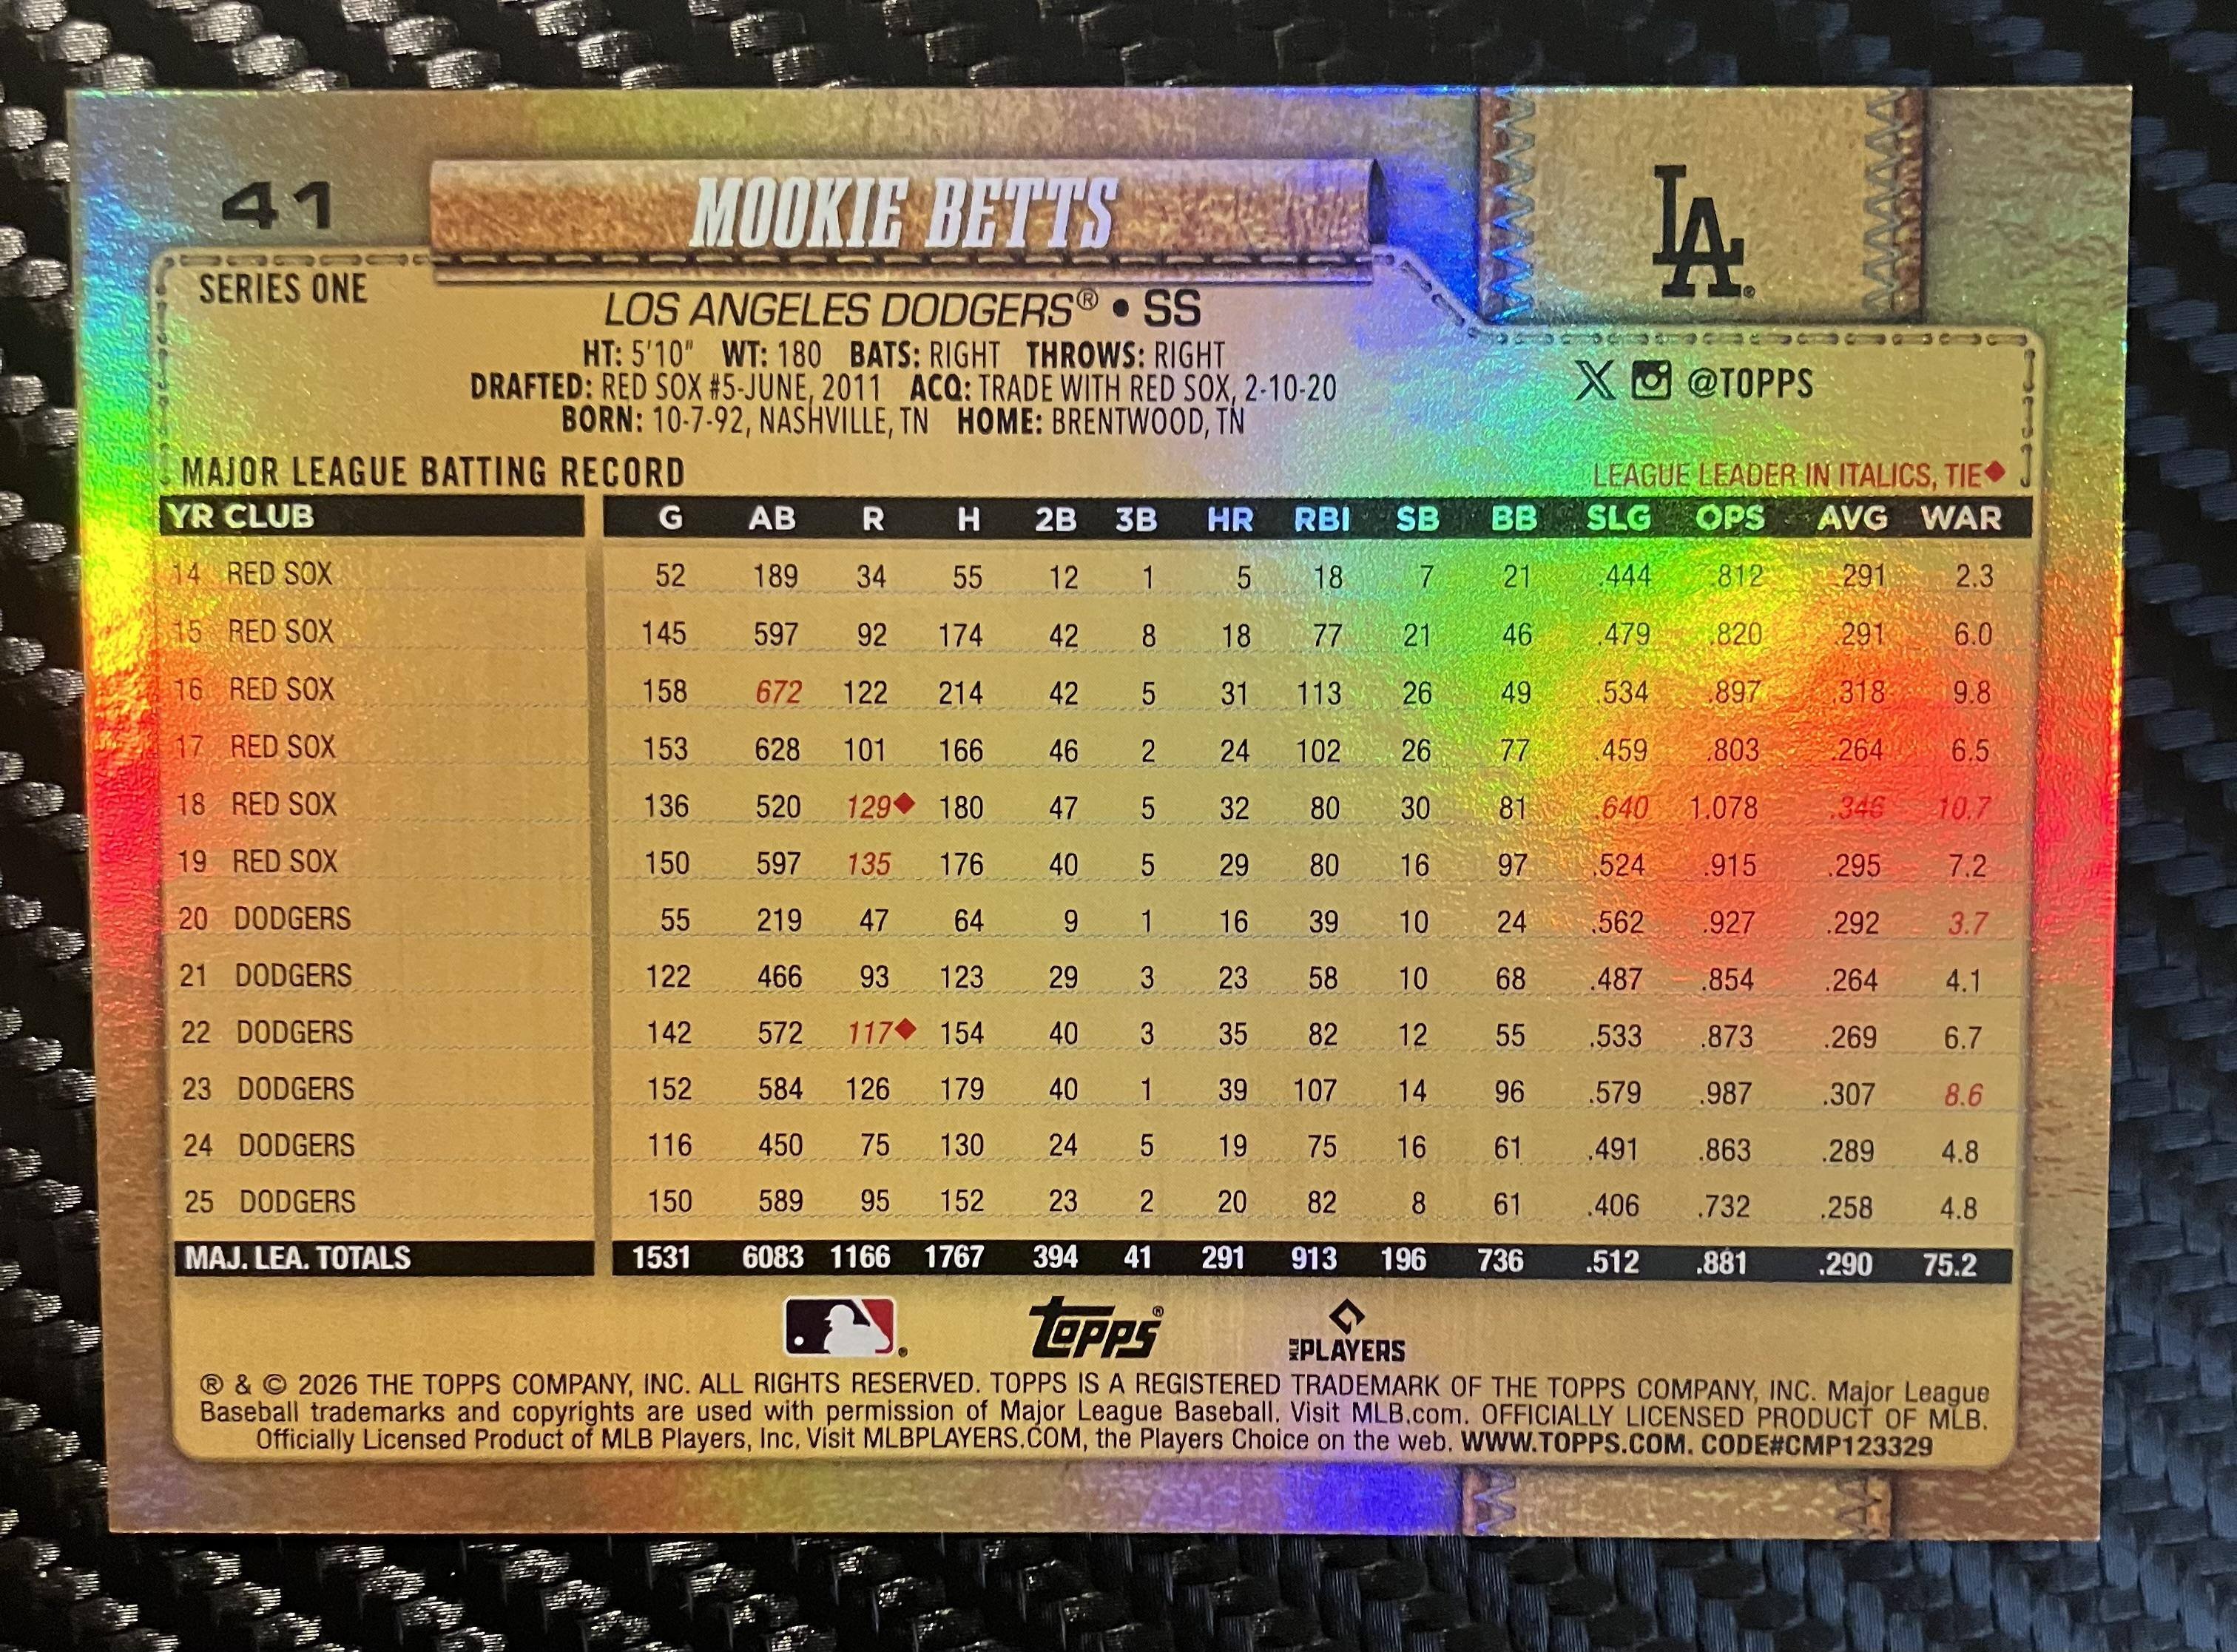 41
MOOKIE BETTS
LA
SERIES ONE
LOS ANGELES DODGERS® • SS
HT: 5'10" WT: 180 BATS: RIGHT THROWS: RIGHT
DRAFTED: RED SOX #5-JUNE, 2011 ACQ: TRADE WITH RED SOX, 2-10-20
BORN: 10-7-92, NASHVILLE, TN HOME: BRENTWOOD, TN
X @TOPPS
MAJOR LEAGUE BATTING RECORD LEAGUE LEADER IN ITALICS, TIE◆
YR CLUB G AB R H 2B 3B HR RBI SB BB SLG OPS AVG WAR
14 RED SOX 52 189 34 55 12 1 5 18 7 21 .444 .812 .291 2.3
15 RED SOX 145 597 92 174 42 8 18 77 21 46 .479 .820 .291 6.0
16 RED SOX 158 672 122 214 42 5 31 113 26 49 .534 .897 .318 9.8
17 RED SOX 153 628 101 166 46 2 24 102 26 77 .459 .803 .264 6.5
18 RED SOX 136 520 129◆ 180 47 5 32 80 30 81 .640 1.078 .346 10.7
19 RED SOX 150 597 135 176 40 5 29 80 16 97 .524 .915 .295 7.2
20 DODGERS 55 219 47 64 9 1 16 39 10 24 .562 .927 .292 3.7
21 DODGERS 122 466 93 123 29 3 23 58 10 68 .487 .854 .264 4.1
22 DODGERS 142 572 117◆ 154 40 3 35 82 12 55 .533 .873 .269 6.7
23 DODGERS 152 584 126 179 40 1 39 107 14 96 .579 .987 .307 8.6
24 DODGERS 116 450 75 130 24 5 19 75 16 61 .491 .863 .289 4.8
25 DODGERS 150 589 95 152 23 2 20 82 8 61 .406 .732 .258 4.8
MAJ. LEA. TOTALS 1531 6083 1166 1767 394 41 291 913 196 736 .512 .881 .290 75.2
topps® MLB PLAYERS
® & © 2026 THE TOPPS COMPANY, INC. ALL RIGHTS RESERVED. TOPPS IS A REGISTERED TRADEMARK OF THE TOPPS COMPANY, INC. Major League
Baseball trademarks and copyrights are used with permission of Major League Baseball. Visit MLB.com. OFFICIALLY LICENSED PRODUCT OF MLB.
Officially Licensed Product of MLB Players, Inc. Visit MLBPLAYERS.COM, the Players Choice on the web. WWW.TOPPS.COM. CODE#CMP123329